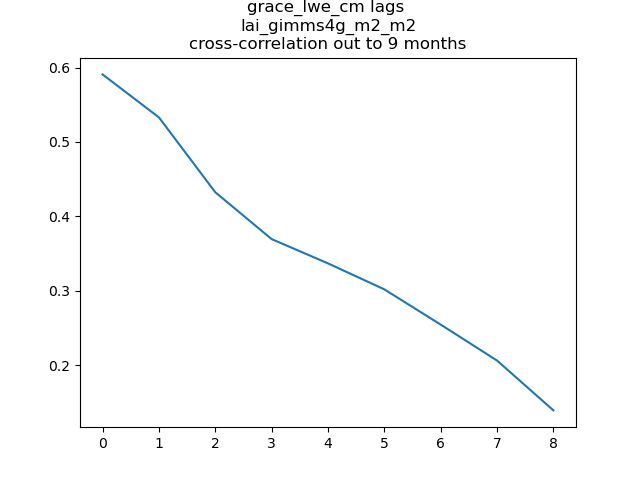 grace_lwe_cm lags
lai_gimms4g_m2_m2
cross-correlation out to 9 months
0.6
0.5
0.4
0.3
0.2
0 1 2 3 4 5 6 7 8